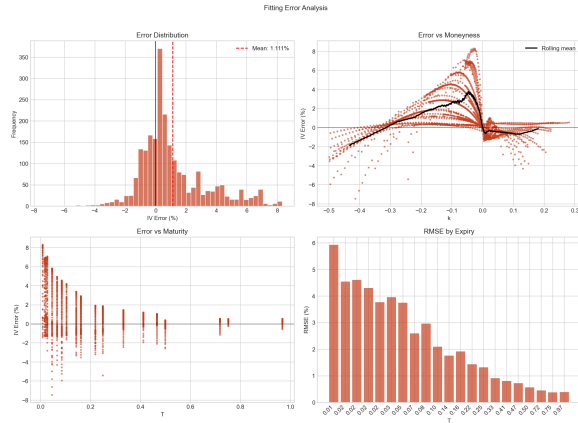 Fitting Error Analysis
Error Distribution
Mean: 1.111%
Frequency
350
300
250
200
150
100
50
0
−8 −6 −4 −2 0 2 4 6 8
IV Error (%)
Error vs Moneyness
Rolling mean
IV Error (%)
8
6
4
2
0
−2
−4
−6
−8
−0.5 −0.4 −0.3 −0.2 −0.1 0.0 0.1 0.2 0.3
k
Error vs Maturity
IV Error (%)
8
6
4
2
0
−2
−4
−6
−8
0.0 0.2 0.4 0.6 0.8 1.0
T
RMSE by Expiry
RMSE (%)
6
5
4
3
2
1
0
0.01 0.02 0.02 0.02 0.03 0.05 0.07 0.08 0.10 0.14 0.16 0.22 0.25 0.33 0.41 0.47 0.50 0.72 0.75 0.97
T